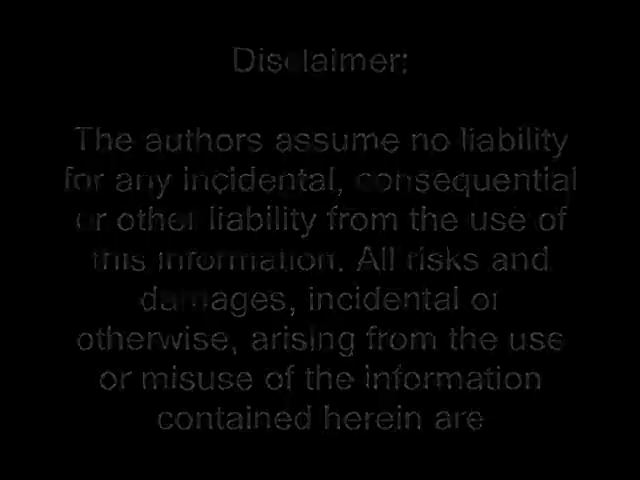 Disclaimer:
The authors assume no liability
for any incidental, consequential
or other liability from the use of
this information. All risks and
damages, incidental or
otherwise, arising from the use
or misuse of the information
contained herein are